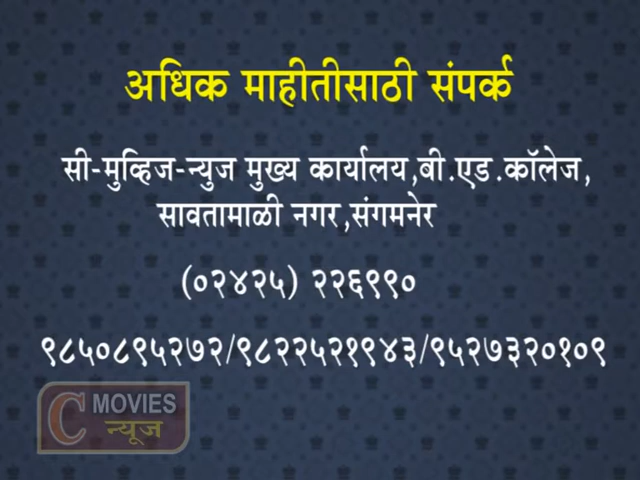 अधिक माहीतीसाठी संपर्क
सी-मुव्हिज-न्युज मुख्य कार्यालय,बी.एड.कॉलेज,
सावतामाळी नगर,संगमनेर
(०२४२५) २२६९९०
९८५०८९५२७२/९८२२५२१९४३/९५२७३२०१०९
C MOVIES
न्यूज